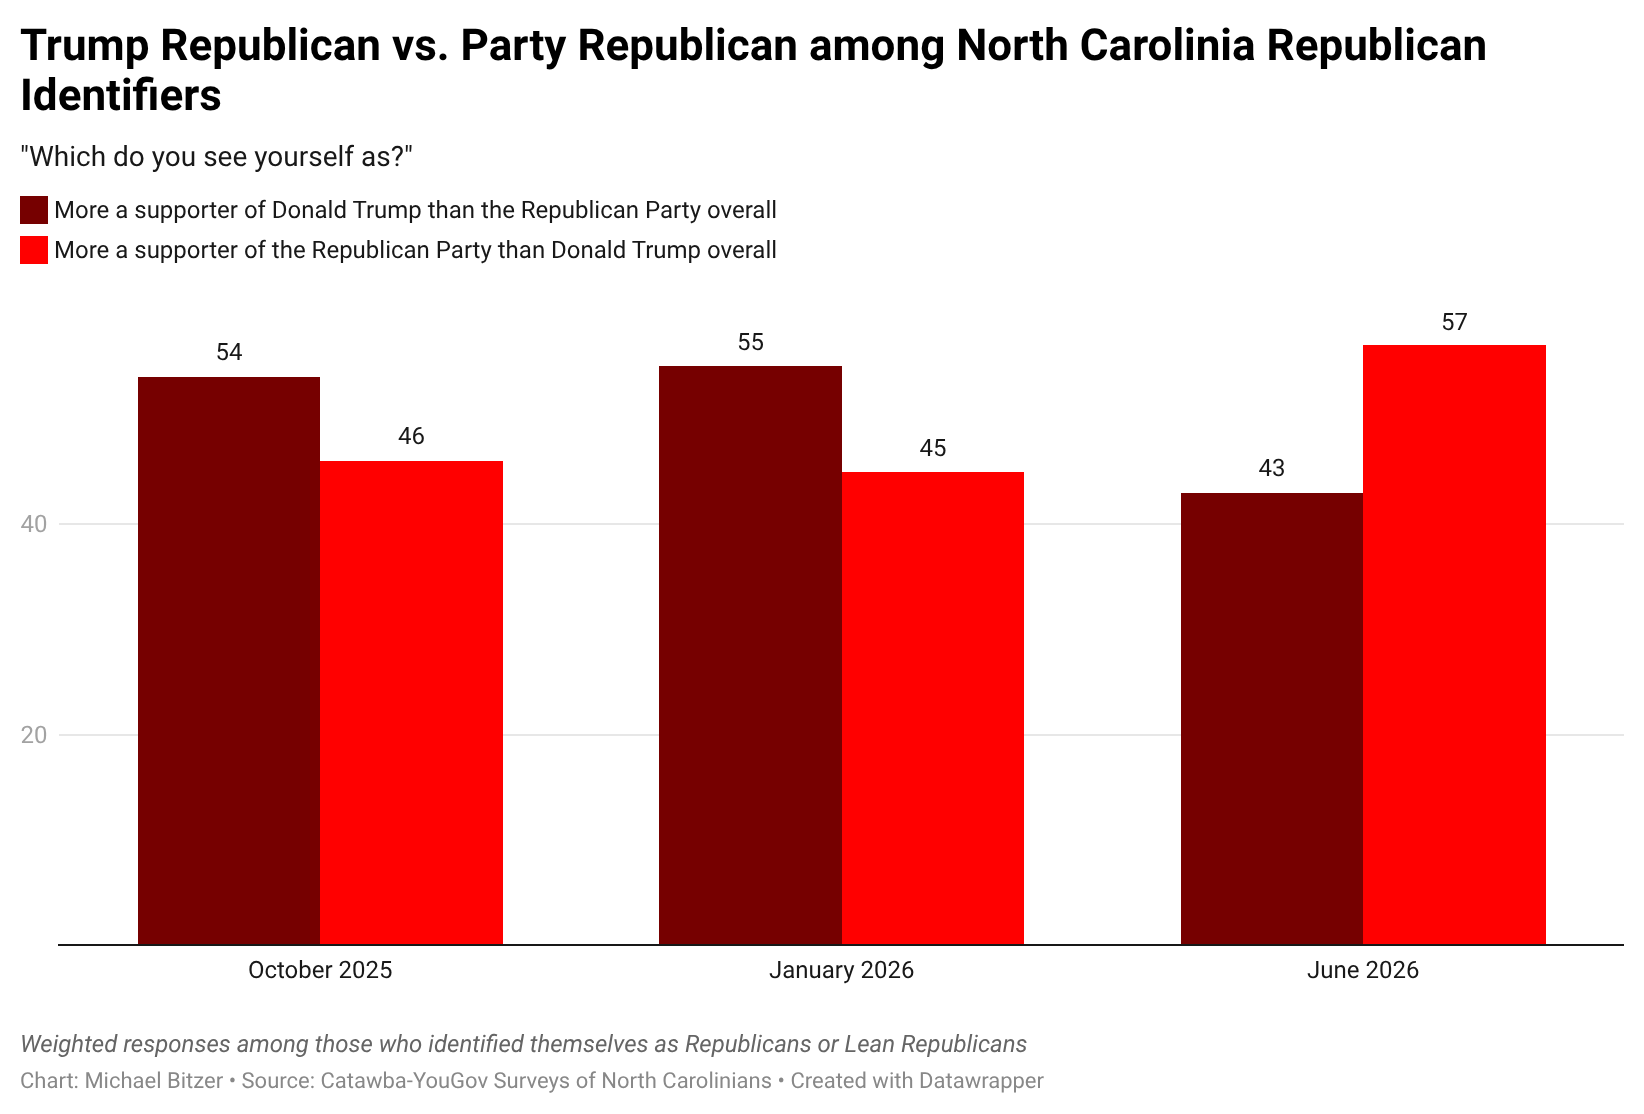 Trump Republican vs. Party Republican among North Carolinia Republican
Identifiers
"Which do you see yourself as?"
More a supporter of Donald Trump than the Republican Party overall
More a supporter of the Republican Party than Donald Trump overall
54
46
55
45
43
57
40
20
October 2025
January 2026
June 2026
Weighted responses among those who identified themselves as Republicans or Lean Republicans
Chart: Michael Bitzer • Source: Catawba-YouGov Surveys of North Carolinians • Created with Datawrapper